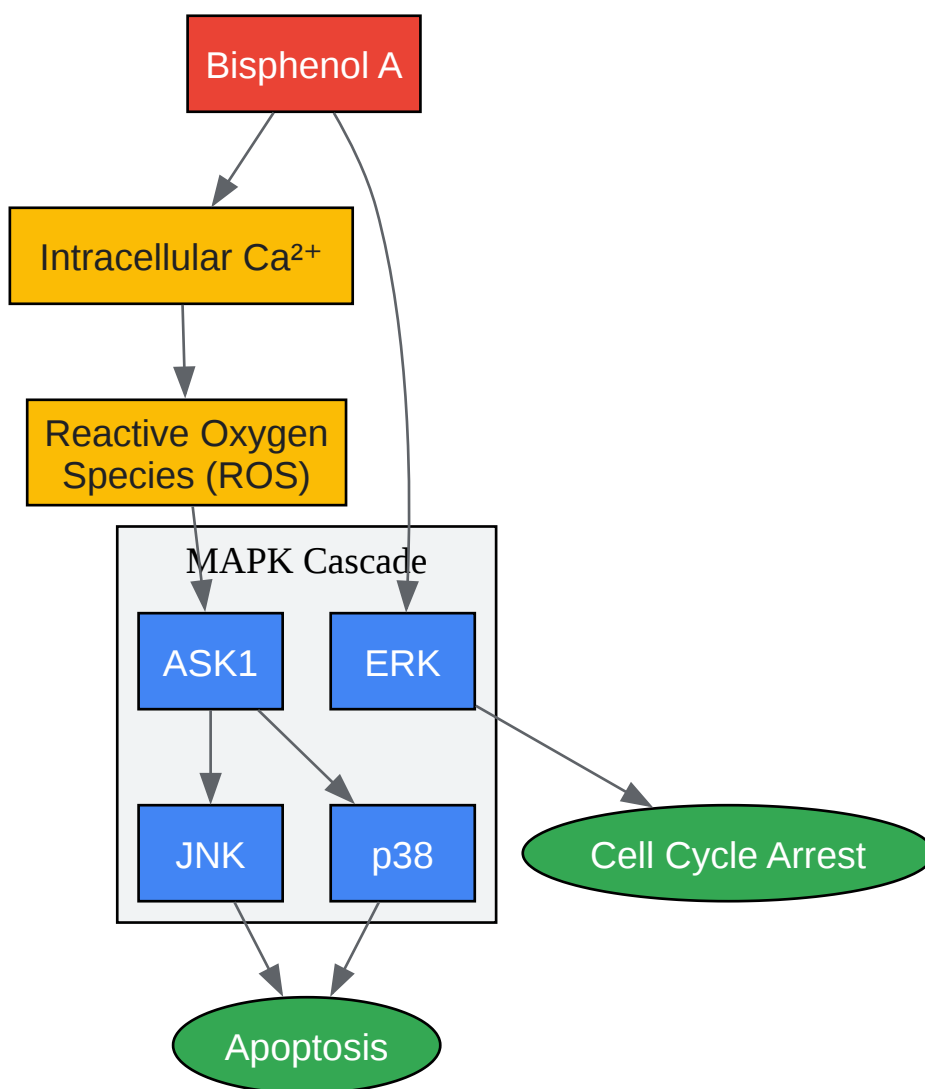 Bisphenol A
Intracellular Ca²⁺
Reactive Oxygen
Species (ROS)
MAPK Cascade
ASK1
ERK
JNK
p38
Cell Cycle Arrest
Apoptosis